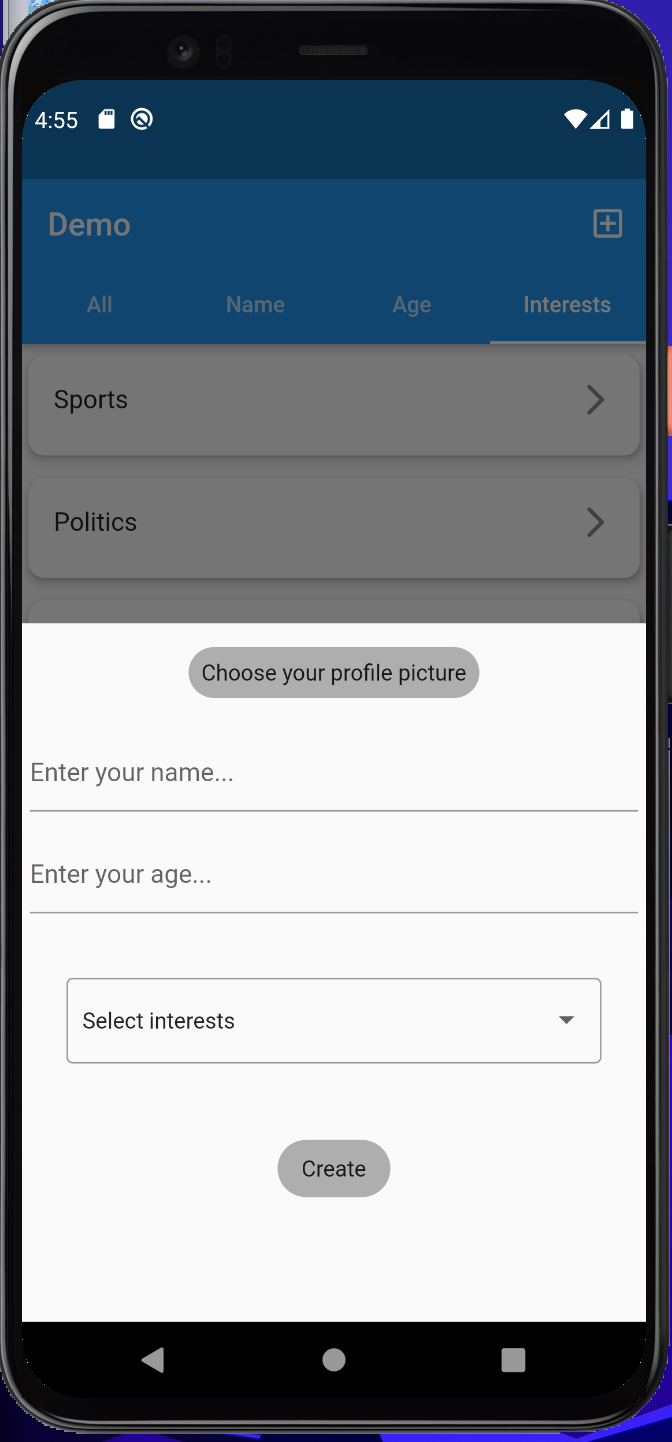 4:55
Demo
All Name Age Interests
Sports
Politics
Choose your profile picture
Enter your name...
Enter your age...
Select interests
Create